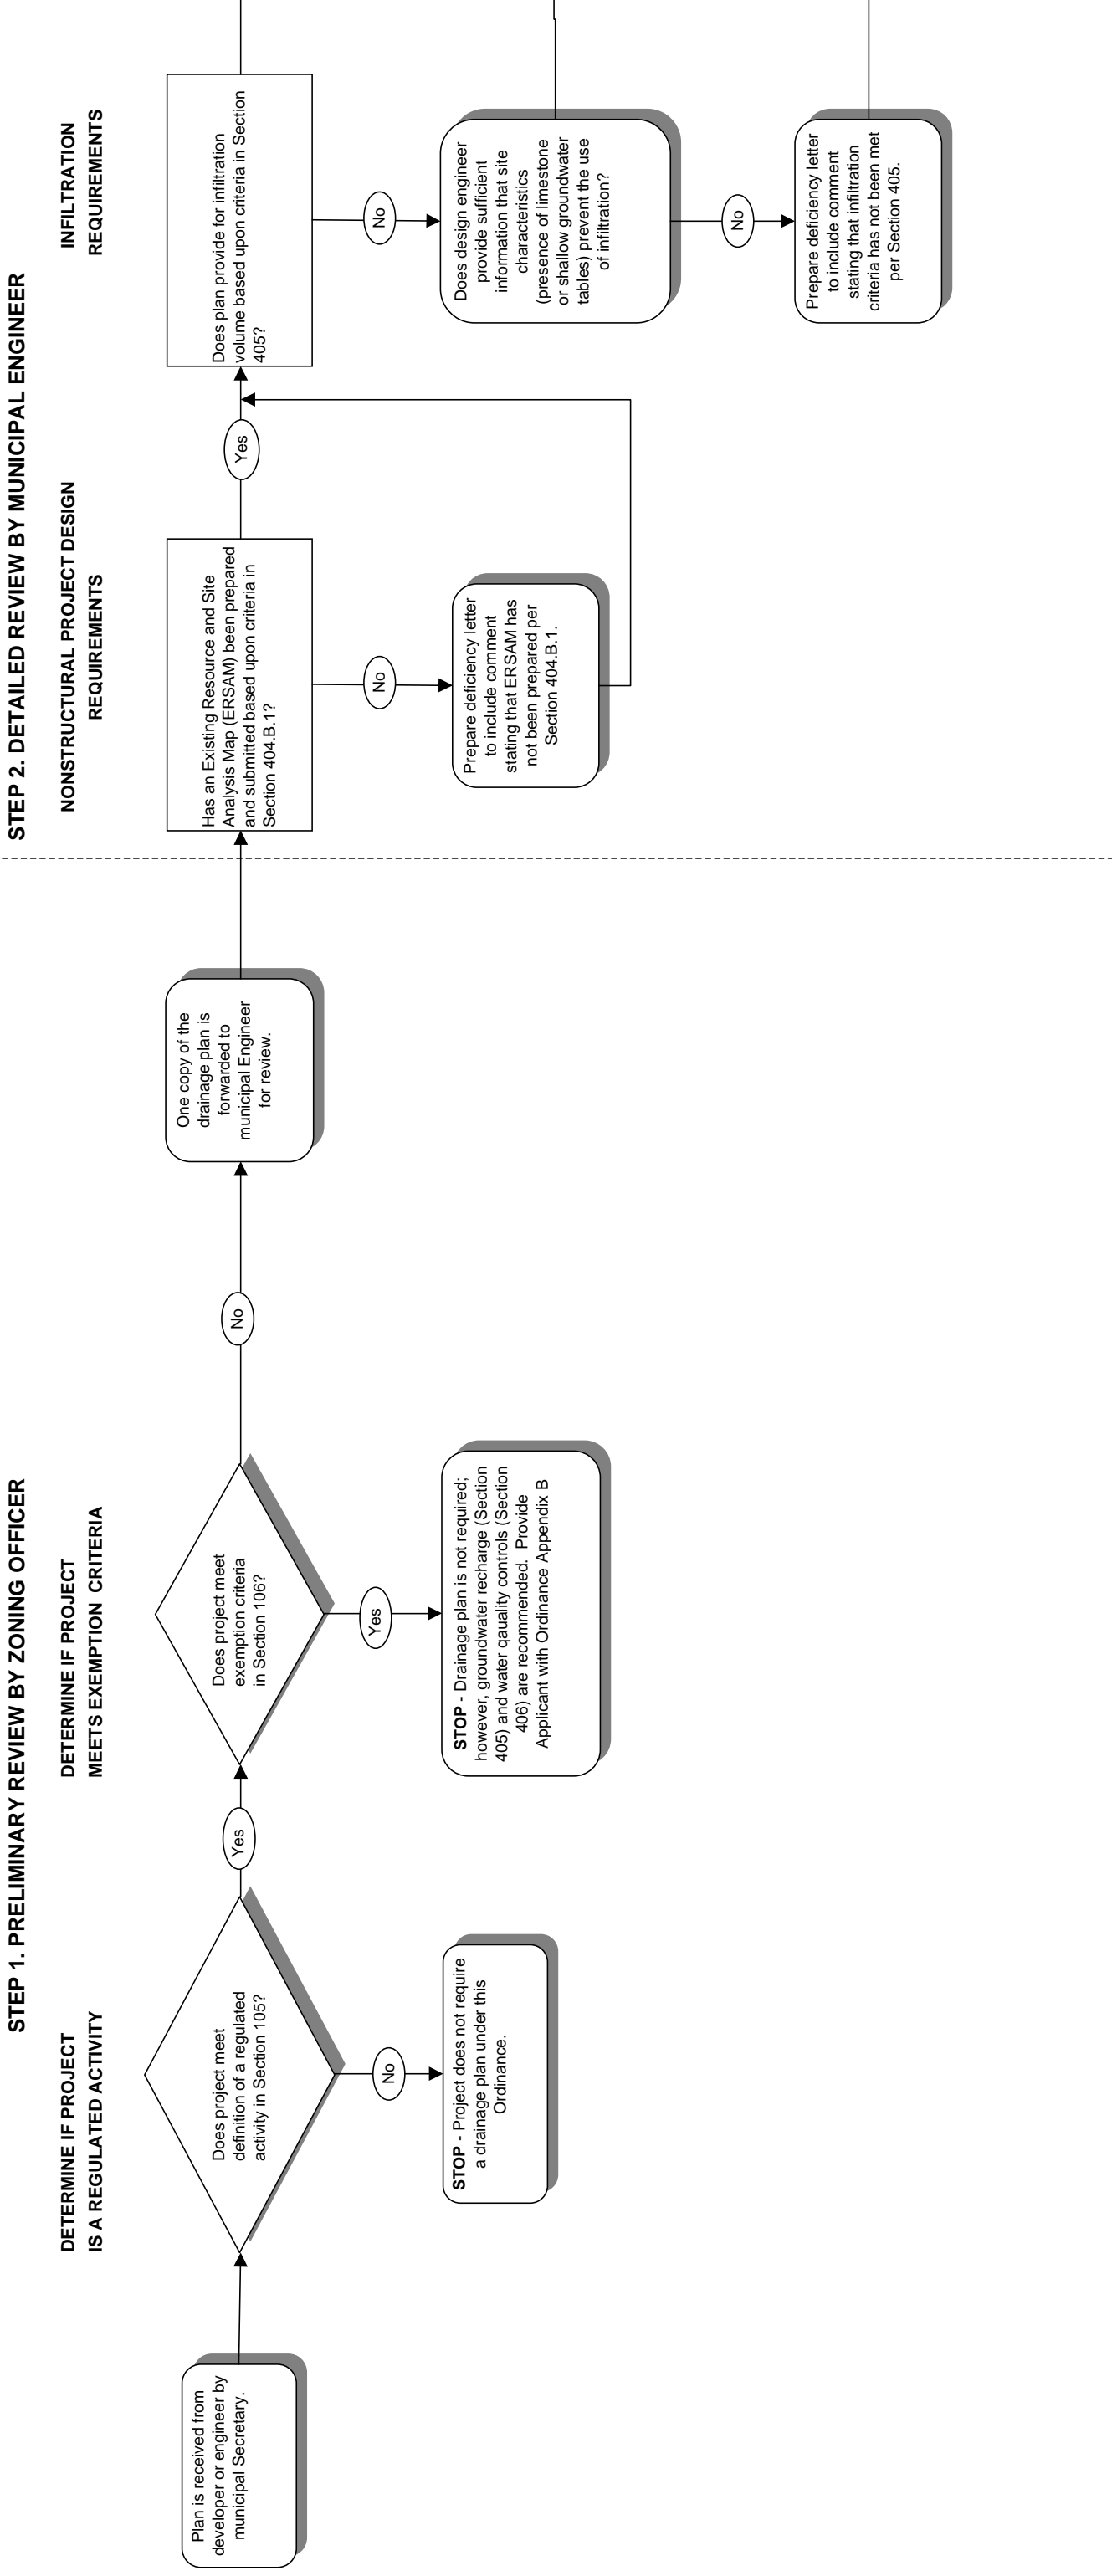 STEP 1. PRELIMINARY REVIEW BY ZONING OFFICER
DETERMINE IF PROJECT
IS A REGULATED ACTIVITY
Plan is received from
developer or engineer by
municipal Secretary.
Does project meet
definition of a regulated
activity in Section 105?
No
STOP - Project does not require
a drainage plan under this
Ordinance.
Yes
DETERMINE IF PROJECT
MEETS EXEMPTION CRITERIA
Does project meet
exemption criteria
in Section 106?
Yes
STOP - Drainage plan is not required;
however, groundwater recharge (Section
405) and water qauality controls (Section
406) are recommended. Provide
Applicant with Ordinance Appendix B
No
One copy of the
drainage plan is
forwarded to
municipal Engineer
for review.
STEP 2. DETAILED REVIEW BY MUNICIPAL ENGINEER
NONSTRUCTURAL PROJECT DESIGN
REQUIREMENTS
Has an Existing Resource and Site
Analysis Map (ERSAM) been prepared
and submitted based upon criteria in
Section 404.B.1?
No
Prepare deficiency letter
to include comment
stating that ERSAM has
not been prepared per
Section 404.B.1.
Yes
INFILTRATION
REQUIREMENTS
Does plan provide for infiltration
volume based upon criteria in Section
405?
No
Does design engineer
provide sufficient
information that site
characteristics
(presence of limestone
or shallow groundwater
tables) prevent the use
of infiltration?
No
Prepare deficiency letter
to include comment
stating that infiltration
criteria has not been met
per Section 405.